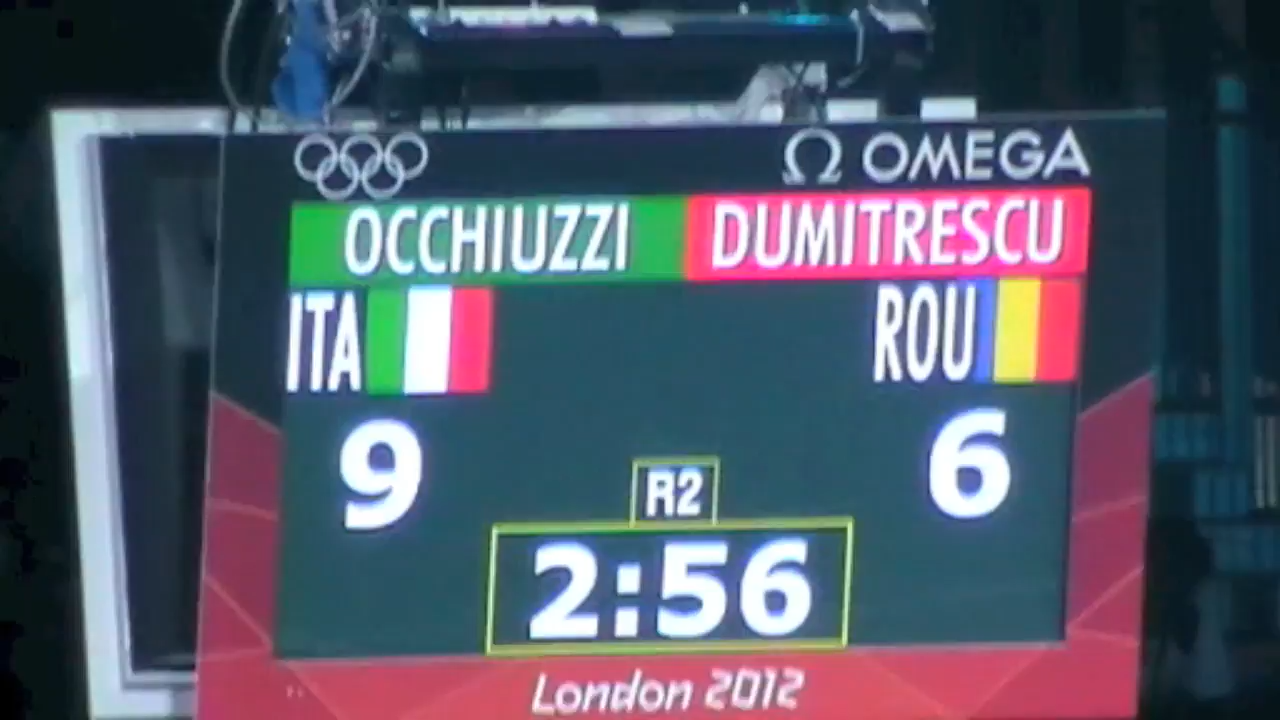 Ω OMEGA
OCCHIUZZI DUMITRESCU
ITA ROU
9 6
R2
2:56
London 2012